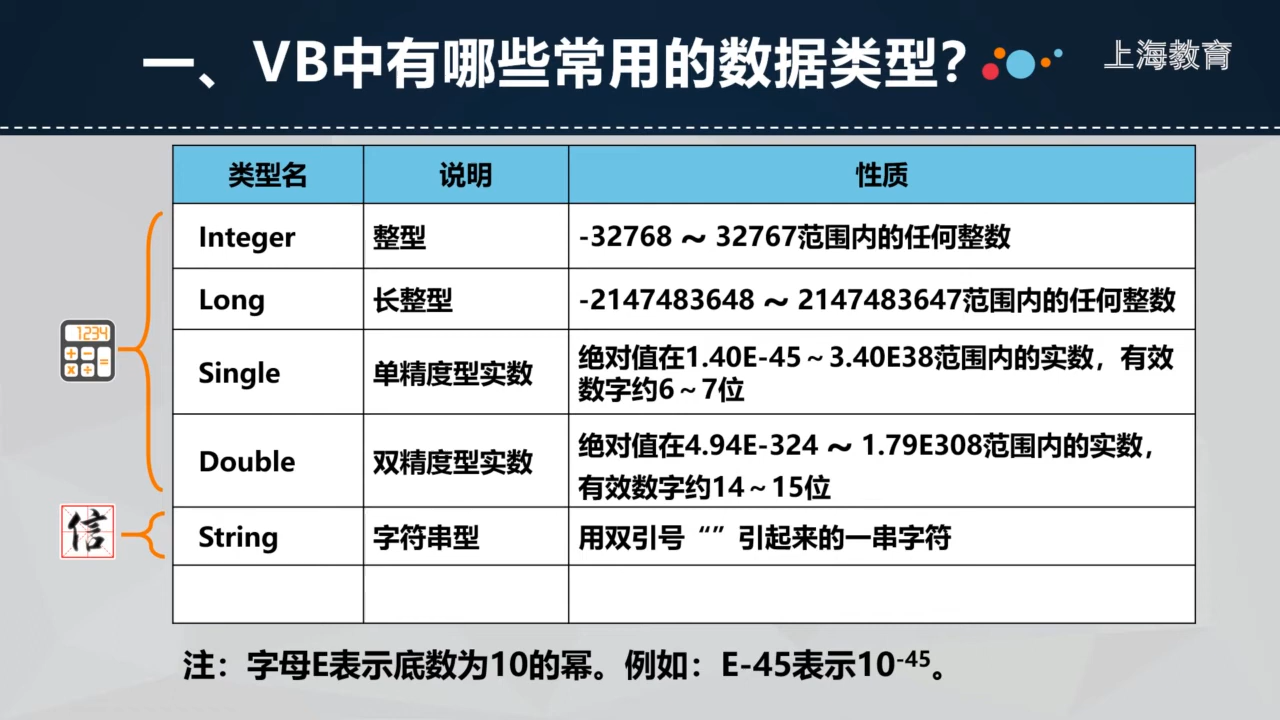 一、VB中有哪些常用的数据类型？
上海教育
类型名 说明 性质
Integer 整型 -32768 ～ 32767范围内的任何整数
Long 长整型 -2147483648 ～ 2147483647范围内的任何整数
Single 单精度型实数 绝对值在1.40E-45～3.40E38范围内的实数，有效
数字约6～7位
Double 双精度型实数 绝对值在4.94E-324 ～ 1.79E308范围内的实数，
有效数字约14～15位
String 字符串型 用双引号“”引起来的一串字符
1234
信
注：字母E表示底数为10的幂。例如：E-45表示10⁻⁴⁵。